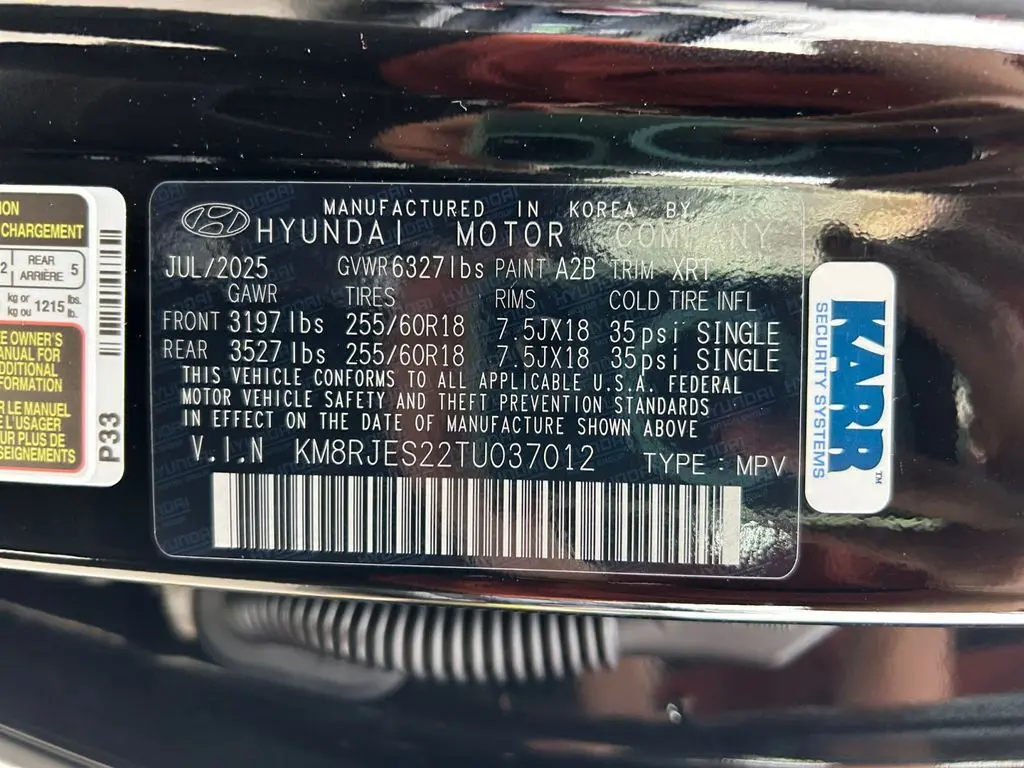 ION
CHARGEMENT
2 REAR
ARRIÈRE 5
kg or
kg ou 1215 lbs.
lb.
E OWNER'S
ANUAL FOR
DDITIONAL
FORMATION
R LE MANUEL
E L'USAGER
UR PLUS DE
SEIGNEMENTS
P33
MANUFACTURED IN KOREA BY
HYUNDAI MOTOR COMPANY
JUL/2025 GVWR 6327lbs PAINT A2B TRIM XRT
GAWR TIRES RIMS COLD TIRE INFL
FRONT 3197lbs 255/60R18 7.5JX18 35psi SINGLE
REAR 3527lbs 255/60R18 7.5JX18 35psi SINGLE
THIS VEHICLE CONFORMS TO ALL APPLICABLE U.S.A. FEDERAL
MOTOR VEHICLE SAFETY AND THEFT PREVENTION STANDARDS
IN EFFECT ON THE DATE OF MANUFACTURE SHOWN ABOVE
V.I.N KM8RJES22TU037012 TYPE : MPV
KARR™
SECURITY SYSTEMS